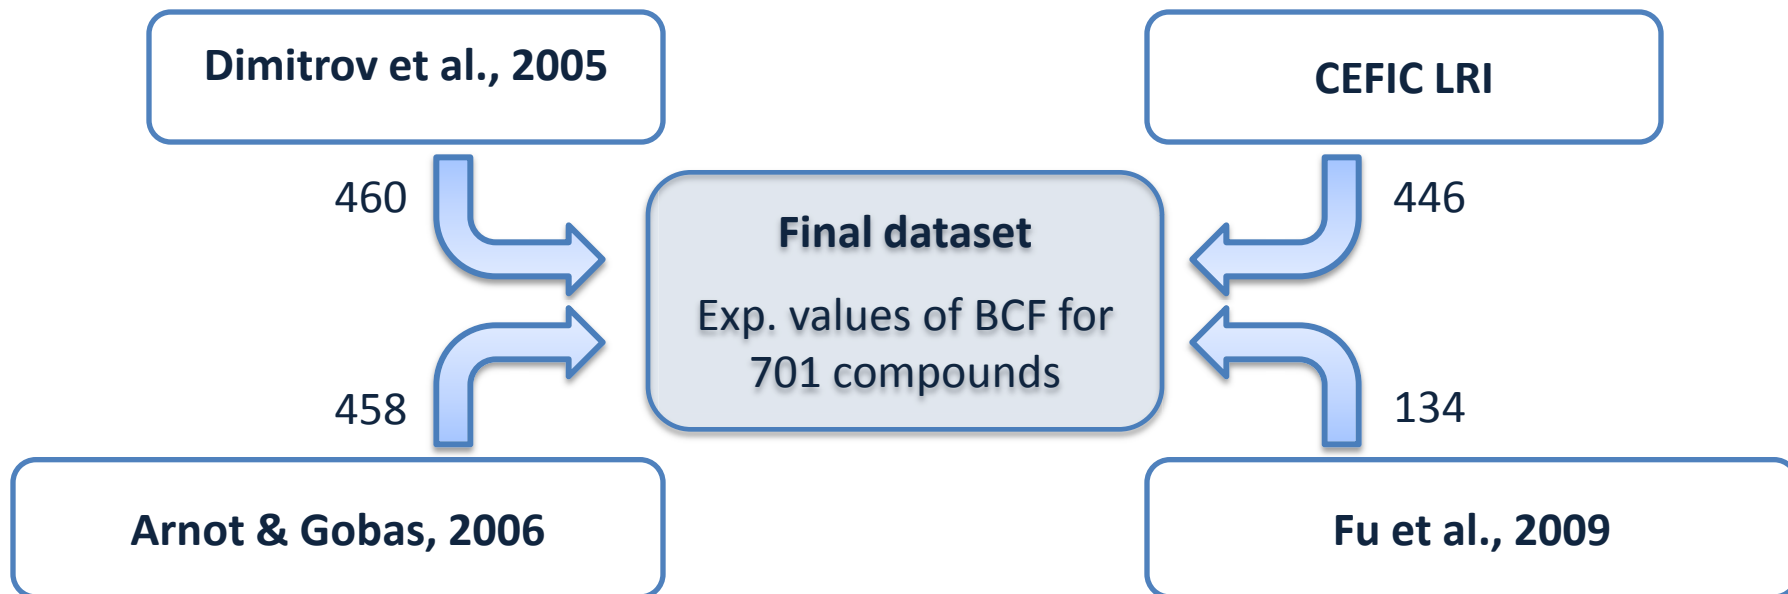 Dimitrov et al., 2005
CEFIC LRI
460
446
Final dataset
Exp. values of BCF for
701 compounds
458
134
Arnot & Gobas, 2006
Fu et al., 2009